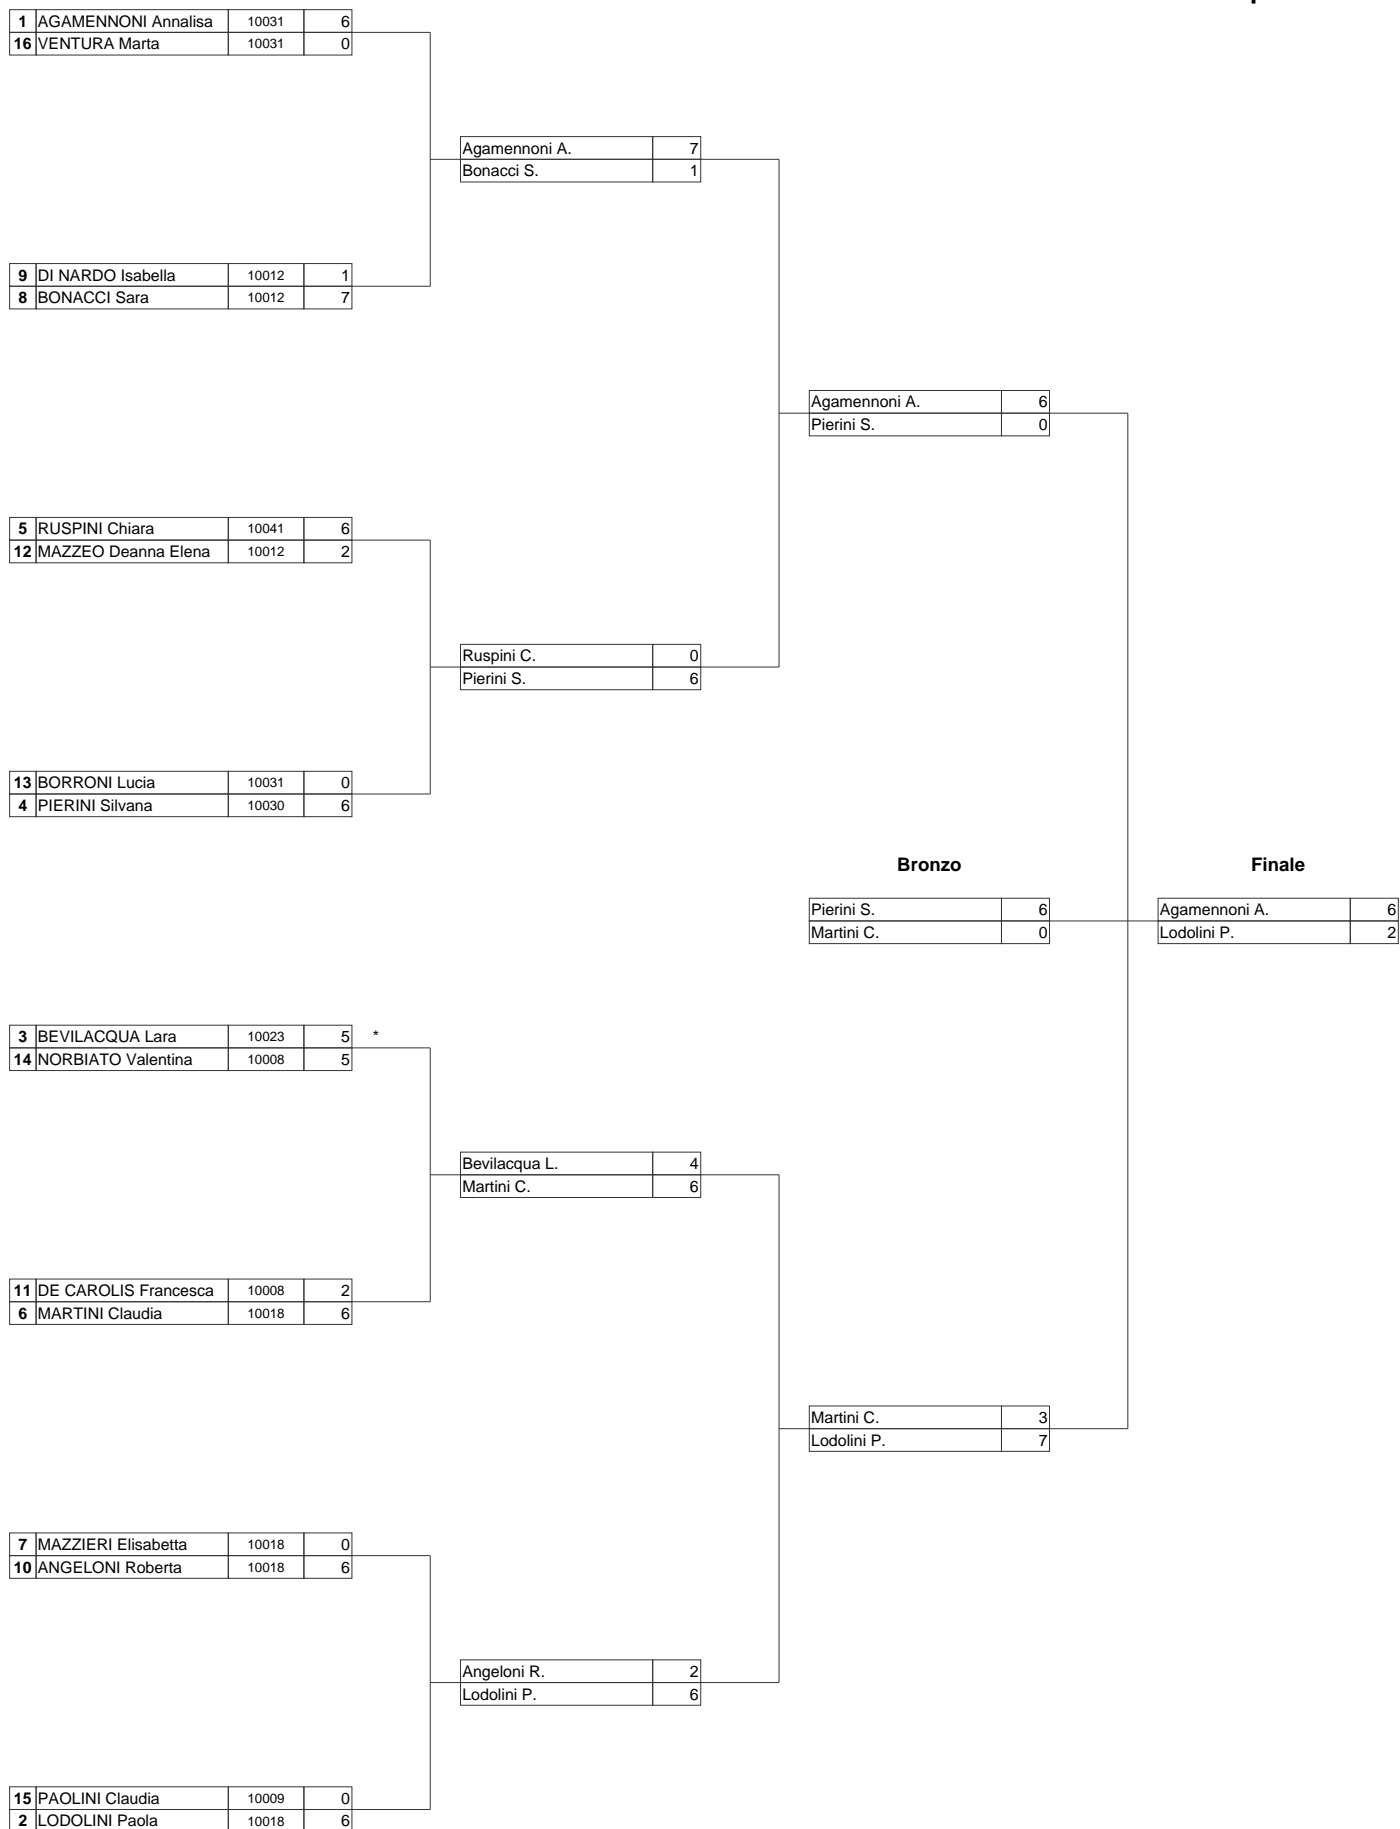 1 AGAMENNONI Annalisa 10031 6
16 VENTURA Marta 10031 0
Agamennoni A. 7
Bonacci S. 1
9 DI NARDO Isabella 10012 1
8 BONACCI Sara 10012 7
Agamennoni A. 6
Pierini S. 0
5 RUSPINI Chiara 10041 6
12 MAZZEO Deanna Elena 10012 2
Ruspini C. 0
Pierini S. 6
13 BORRONI Lucia 10031 0
4 PIERINI Silvana 10030 6
Bronzo Finale
Pierini S. 6 Agamennoni A. 6
Martini C. 0 Lodolini P. 2
3 BEVILACQUA Lara 10023 5 *
14 NORBIATO Valentina 10008 5
Bevilacqua L. 4
Martini C. 6
11 DE CAROLIS Francesca 10008 2
6 MARTINI Claudia 10018 6
Martini C. 3
Lodolini P. 7
7 MAZZIERI Elisabetta 10018 0
10 ANGELONI Roberta 10018 6
Angeloni R. 2
Lodolini P. 6
15 PAOLINI Claudia 10009 0
2 LODOLINI Paola 10018 6